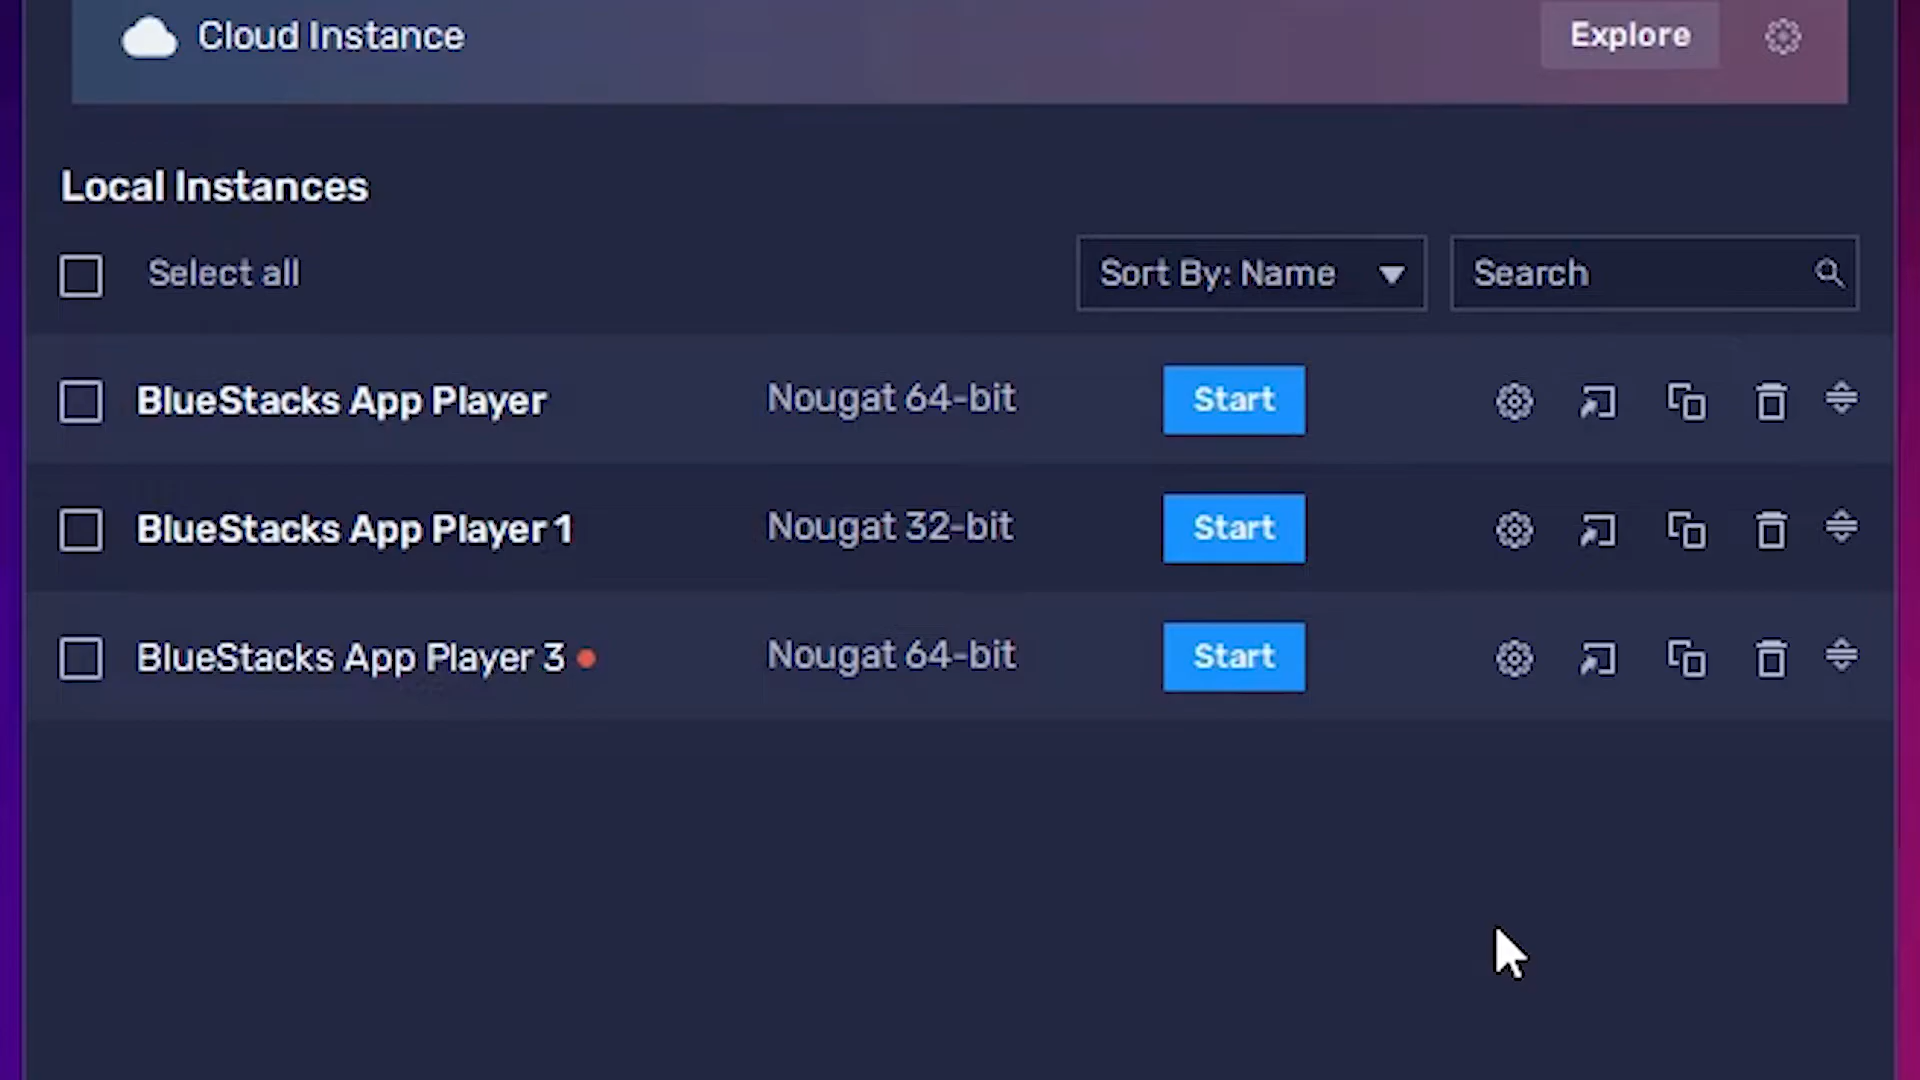 Cloud Instance Explore
Local Instances
Select all Sort By: Name Search
BlueStacks App Player Nougat 64-bit Start
BlueStacks App Player 1 Nougat 32-bit Start
BlueStacks App Player 3 Nougat 64-bit Start